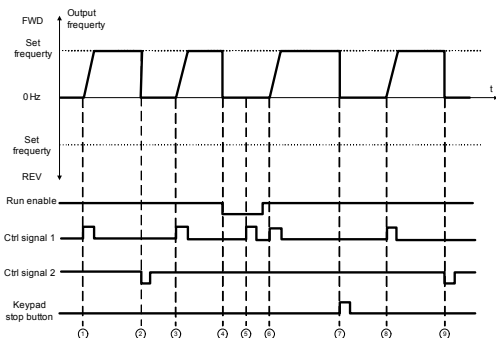 FWD
Output
frequerty
Set
frequerty
0 Hz
t
Set
frequerty
REV
Run enable
Ctrl signal 1
Ctrl signal 2
Keypad
stop button
1 2 3 4 5 6 7 8 9